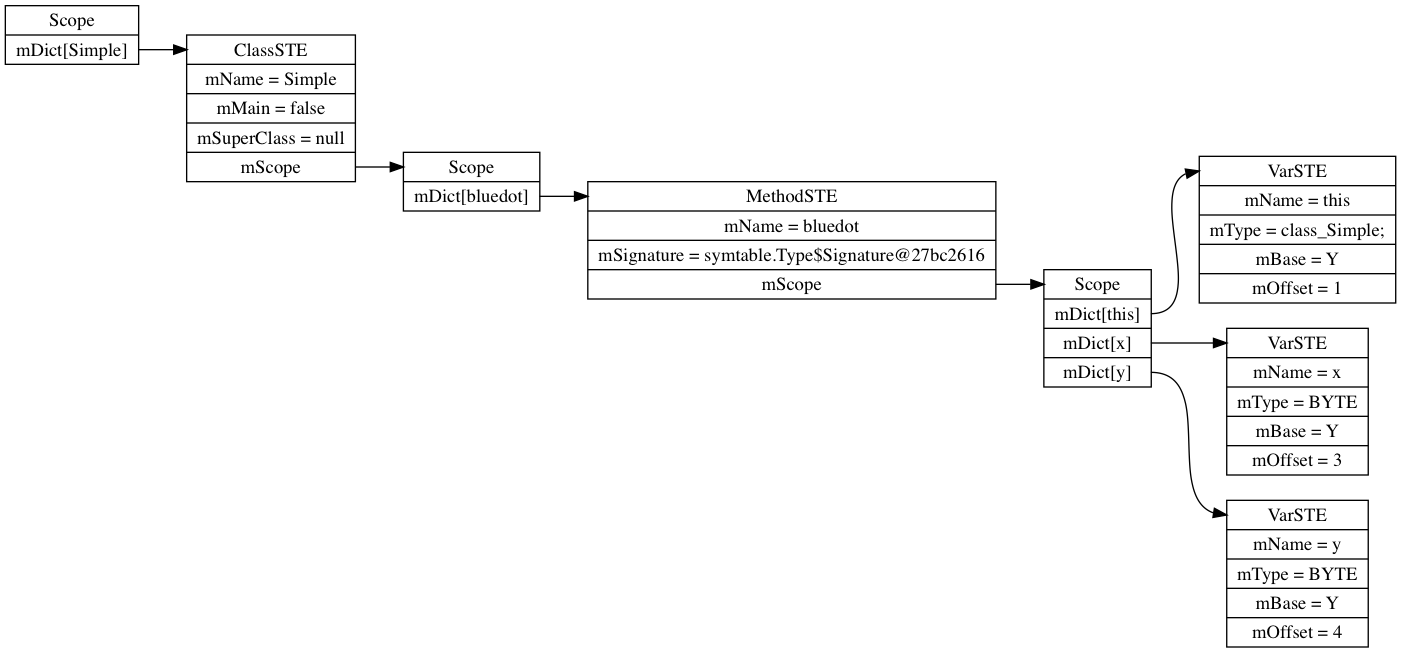 Scope
mDict[Simple]
ClassSTE
mName = Simple
mMain = false
mSuperClass = null
mScope
Scope
mDict[bluedot]
MethodSTE
mName = bluedot
mSignature = symtable.Type$Signature@27bc2616
mScope
Scope
mDict[this]
mDict[x]
mDict[y]
VarSTE
mName = this
mType = class_Simple;
mBase = Y
mOffset = 1
VarSTE
mName = x
mType = BYTE
mBase = Y
mOffset = 3
VarSTE
mName = y
mType = BYTE
mBase = Y
mOffset = 4